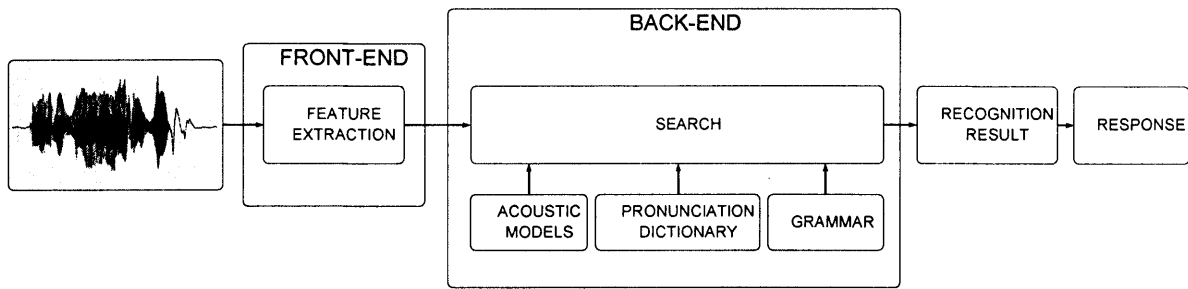 BACK-END
FRONT-END
FEATURE
EXTRACTION
SEARCH
RECOGNITION
RESULT
RESPONSE
ACOUSTIC
MODELS
PRONUNCIATION
DICTIONARY
GRAMMAR